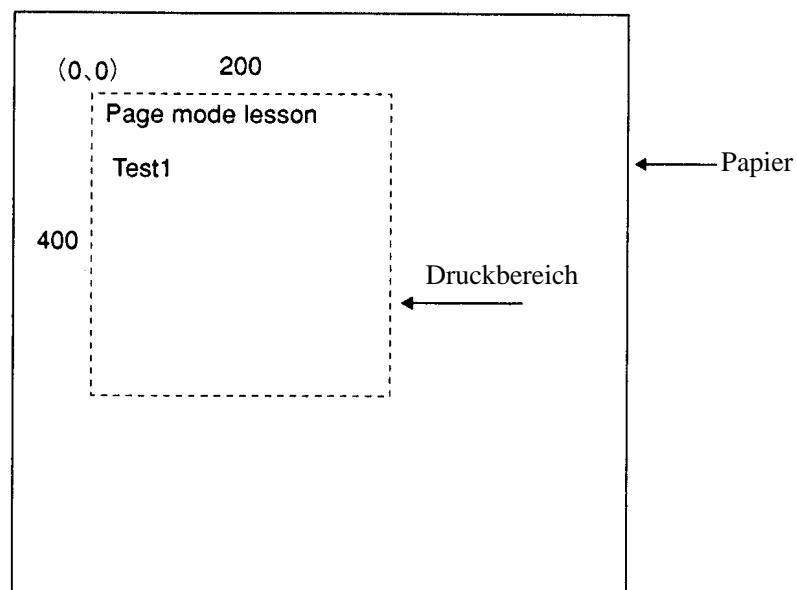 (0、0) 200
Page mode lesson
Test1
Papier
400
Druckbereich